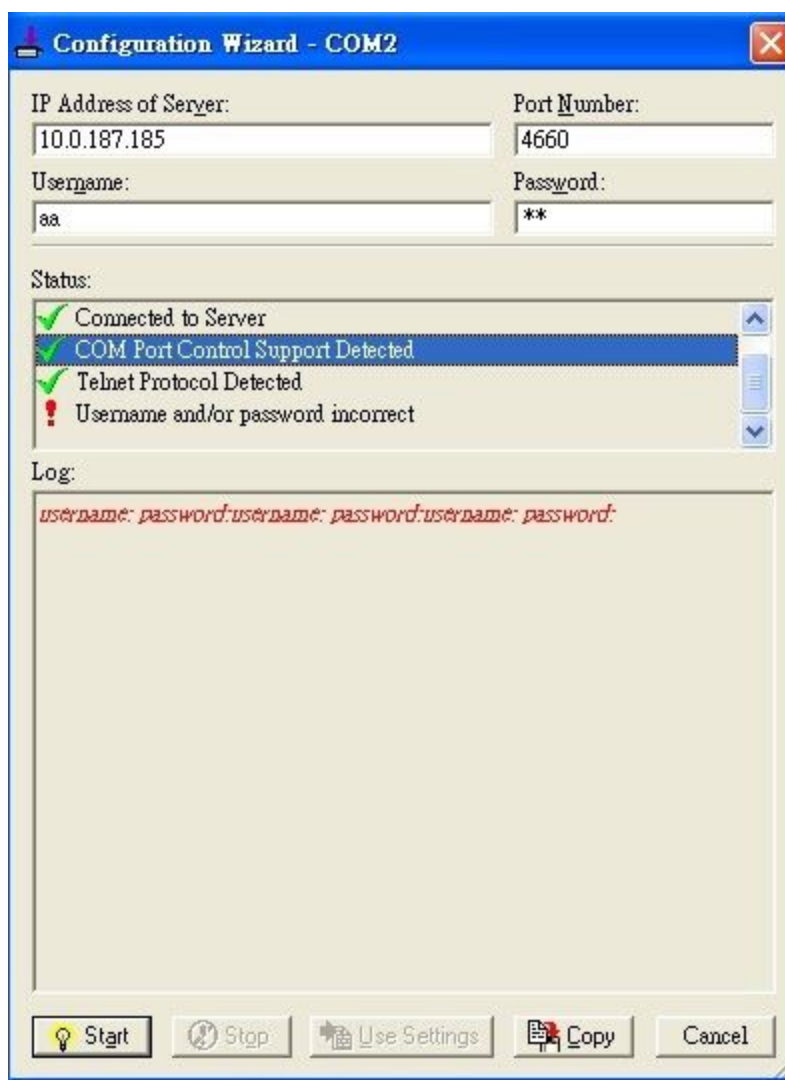 Configuration Wizard - COM2
IP Address of Server: Port Number:
10.0.187.185 4660
Username: Password:
aa **
Status:
Connected to Server
COM Port Control Support Detected
Telnet Protocol Detected
Username and/or password incorrect
Log:
username: password:username: password:username: password:
Start Stop Use Settings Copy Cancel